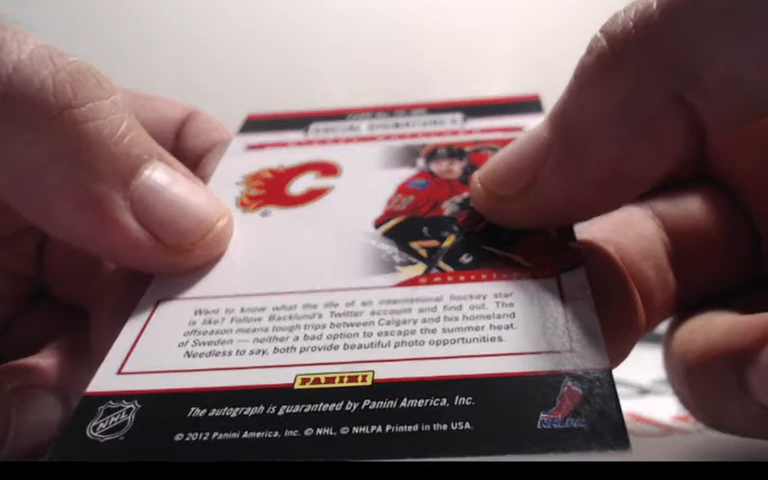 SOCIAL SIGNATURES
Want to know what the life of an international hockey star
is like? Follow Backlund's Twitter account and find out. The
offseason means tough trips between Calgary and his homeland
of Sweden — neither a bad option to escape the summer heat.
Needless to say, both provide beautiful photo opportunities.
PANINI
NHL
The autograph is guaranteed by Panini America, Inc.
© 2012 Panini America, Inc. © NHL, © NHLPA Printed in the USA.
NHLPA